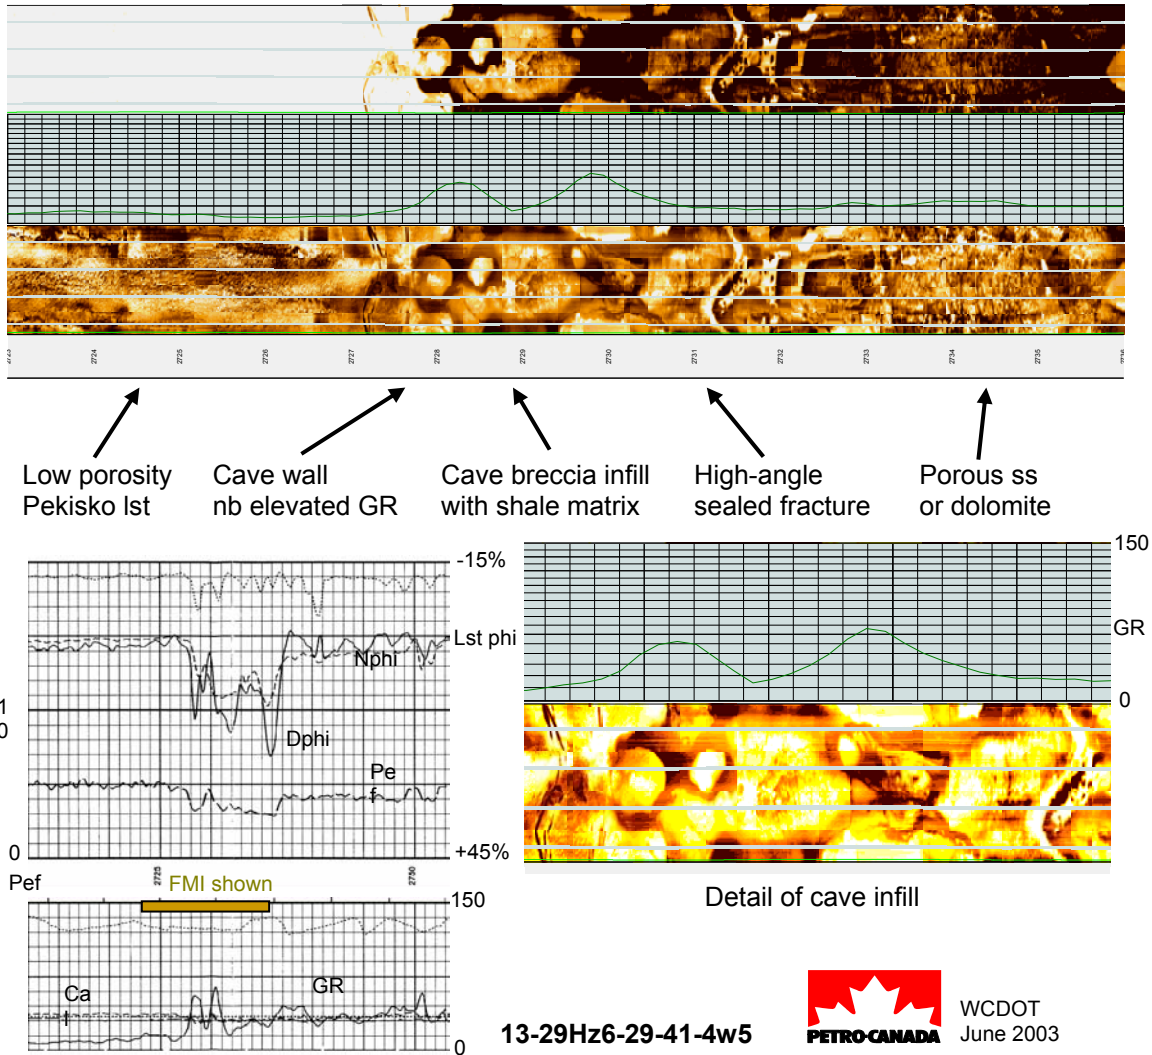 2724 2725 2726 2727 2728 2729 2730 2731 2732 2733 2734 2735
Low porosity
Pekisko lst
Cave wall
nb elevated GR
Cave breccia infill
with shale matrix
High-angle
sealed fracture
Porous ss
or dolomite
-15%
Lst phi
Nphi
1
0
Dphi
Pe
f
0
+45%
Pef
2725
2750
FMI shown
150
Ca
l
GR
0
150
GR
0
Detail of cave infill
13-29Hz6-29-41-4w5
PETRO-CANADA
WCDOT
June 2003